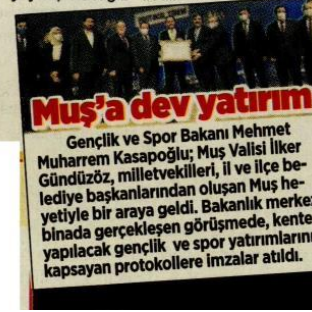 Muş'a dev yatırım
Gençlik ve Spor Bakanı Mehmet
Muharrem Kasapoğlu; Muş Valisi İlker
Gündüzöz, milletvekilleri, il ve ilçe be-
lediye başkanlarından oluşan Muş he-
yetiyle bir araya geldi. Bakanlık merkez
binada gerçekleşen görüşmede, kente
yapılacak gençlik ve spor yatırımlarını
kapsayan protokollere imzalar atıldı.